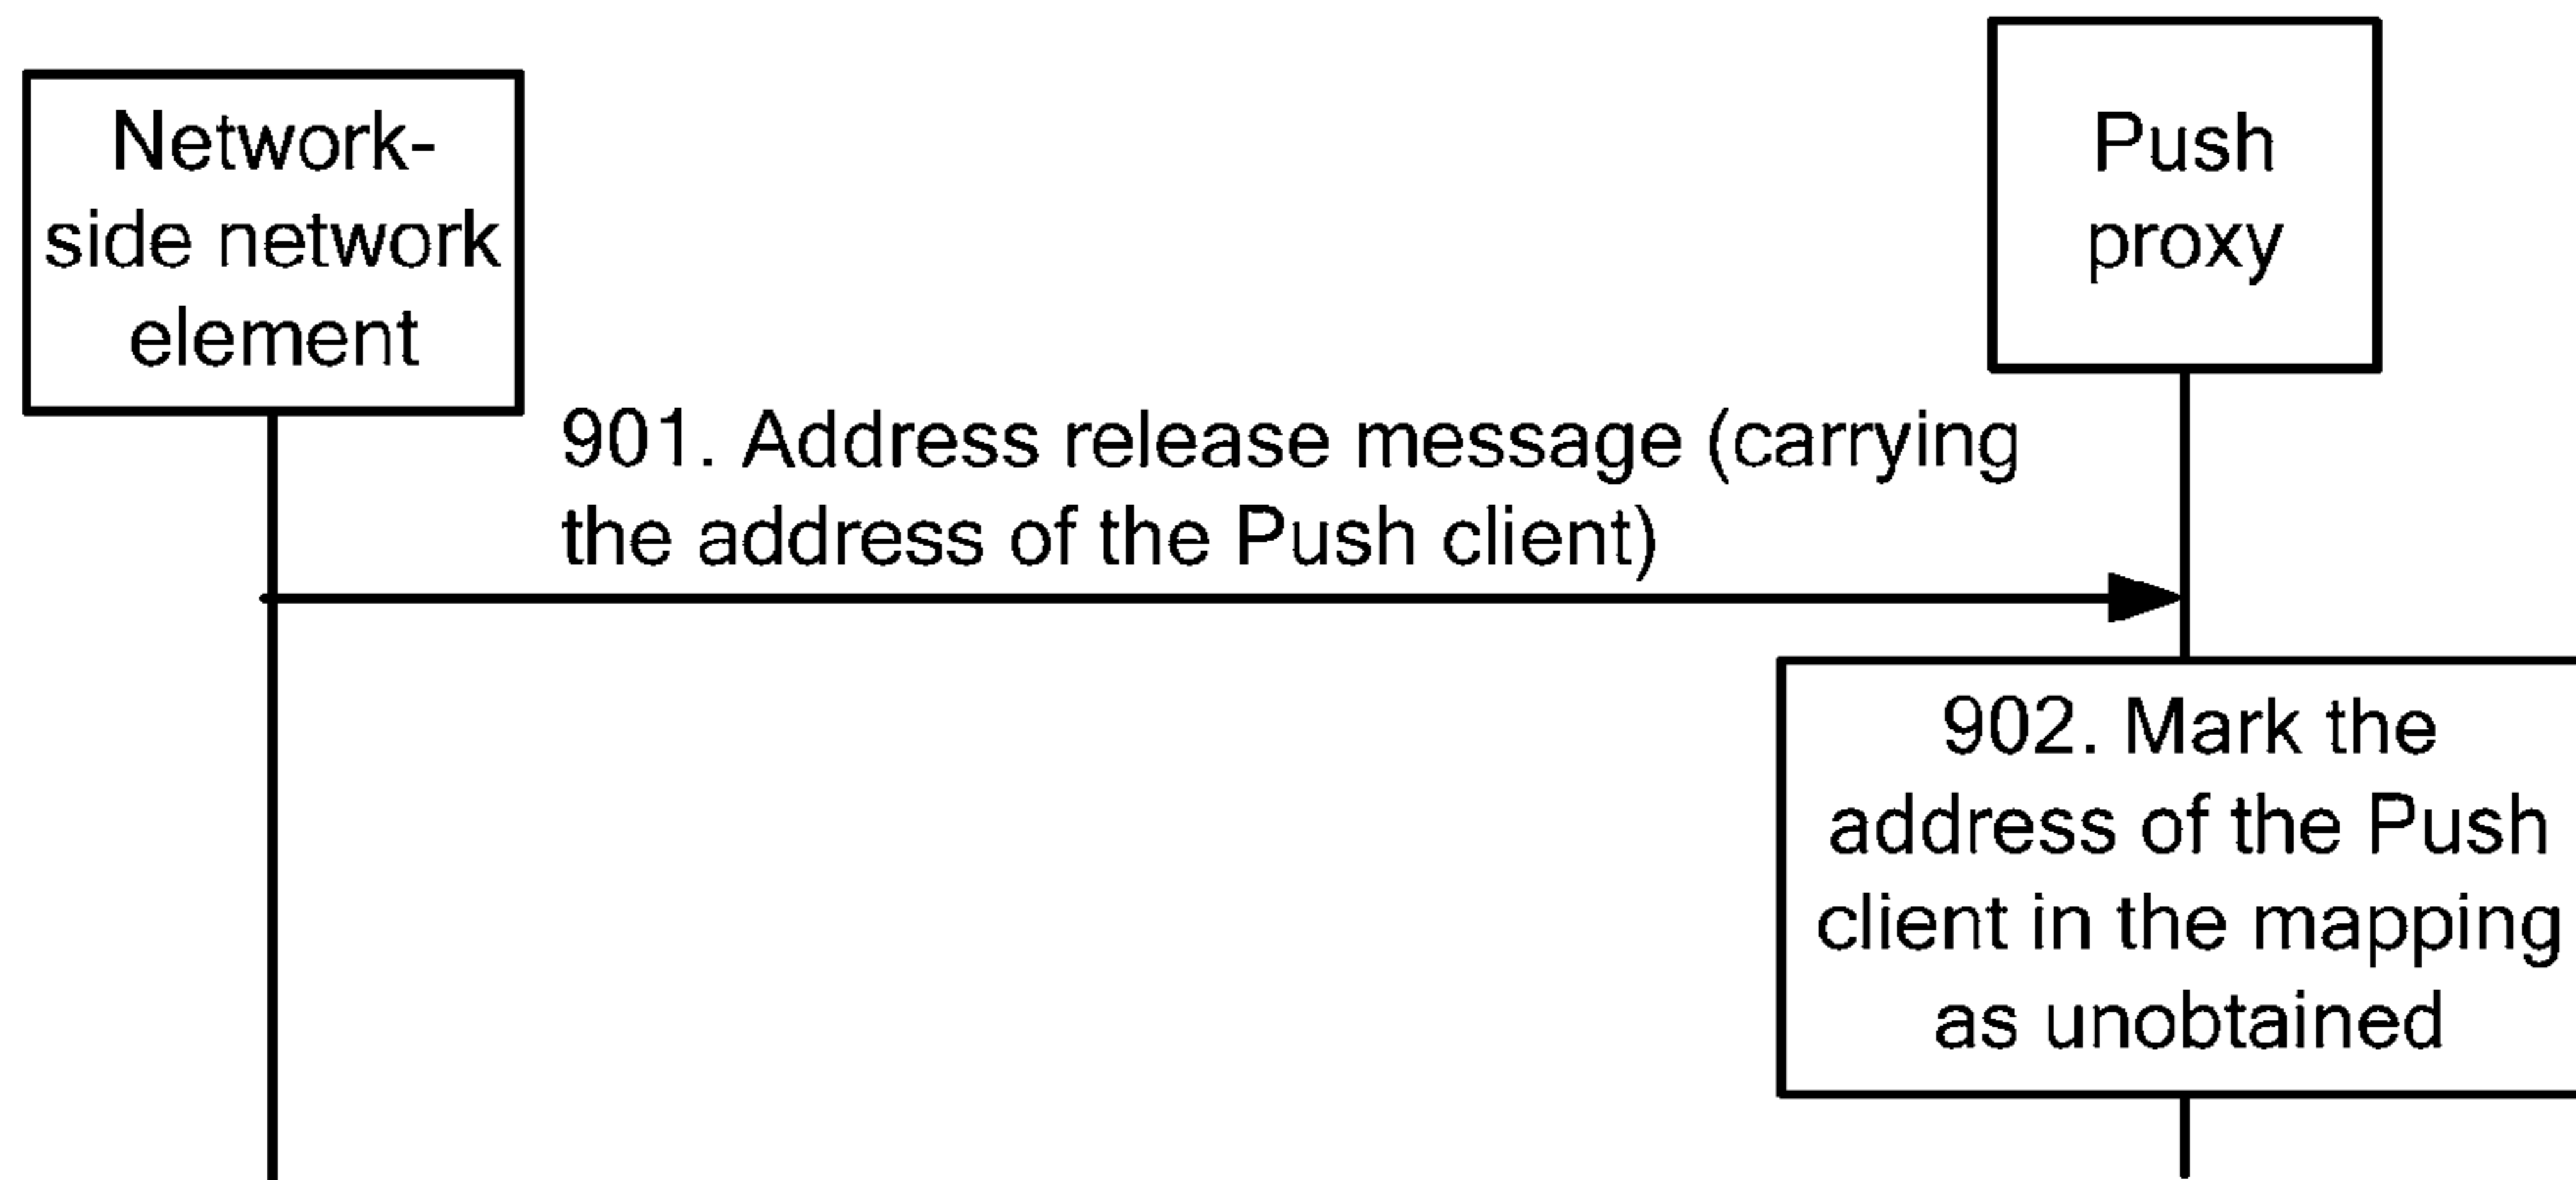 Network-
side network
element
Push
proxy
901. Address release message (carrying
the address of the Push client)
902. Mark the
address of the Push
client in the mapping
as unobtained